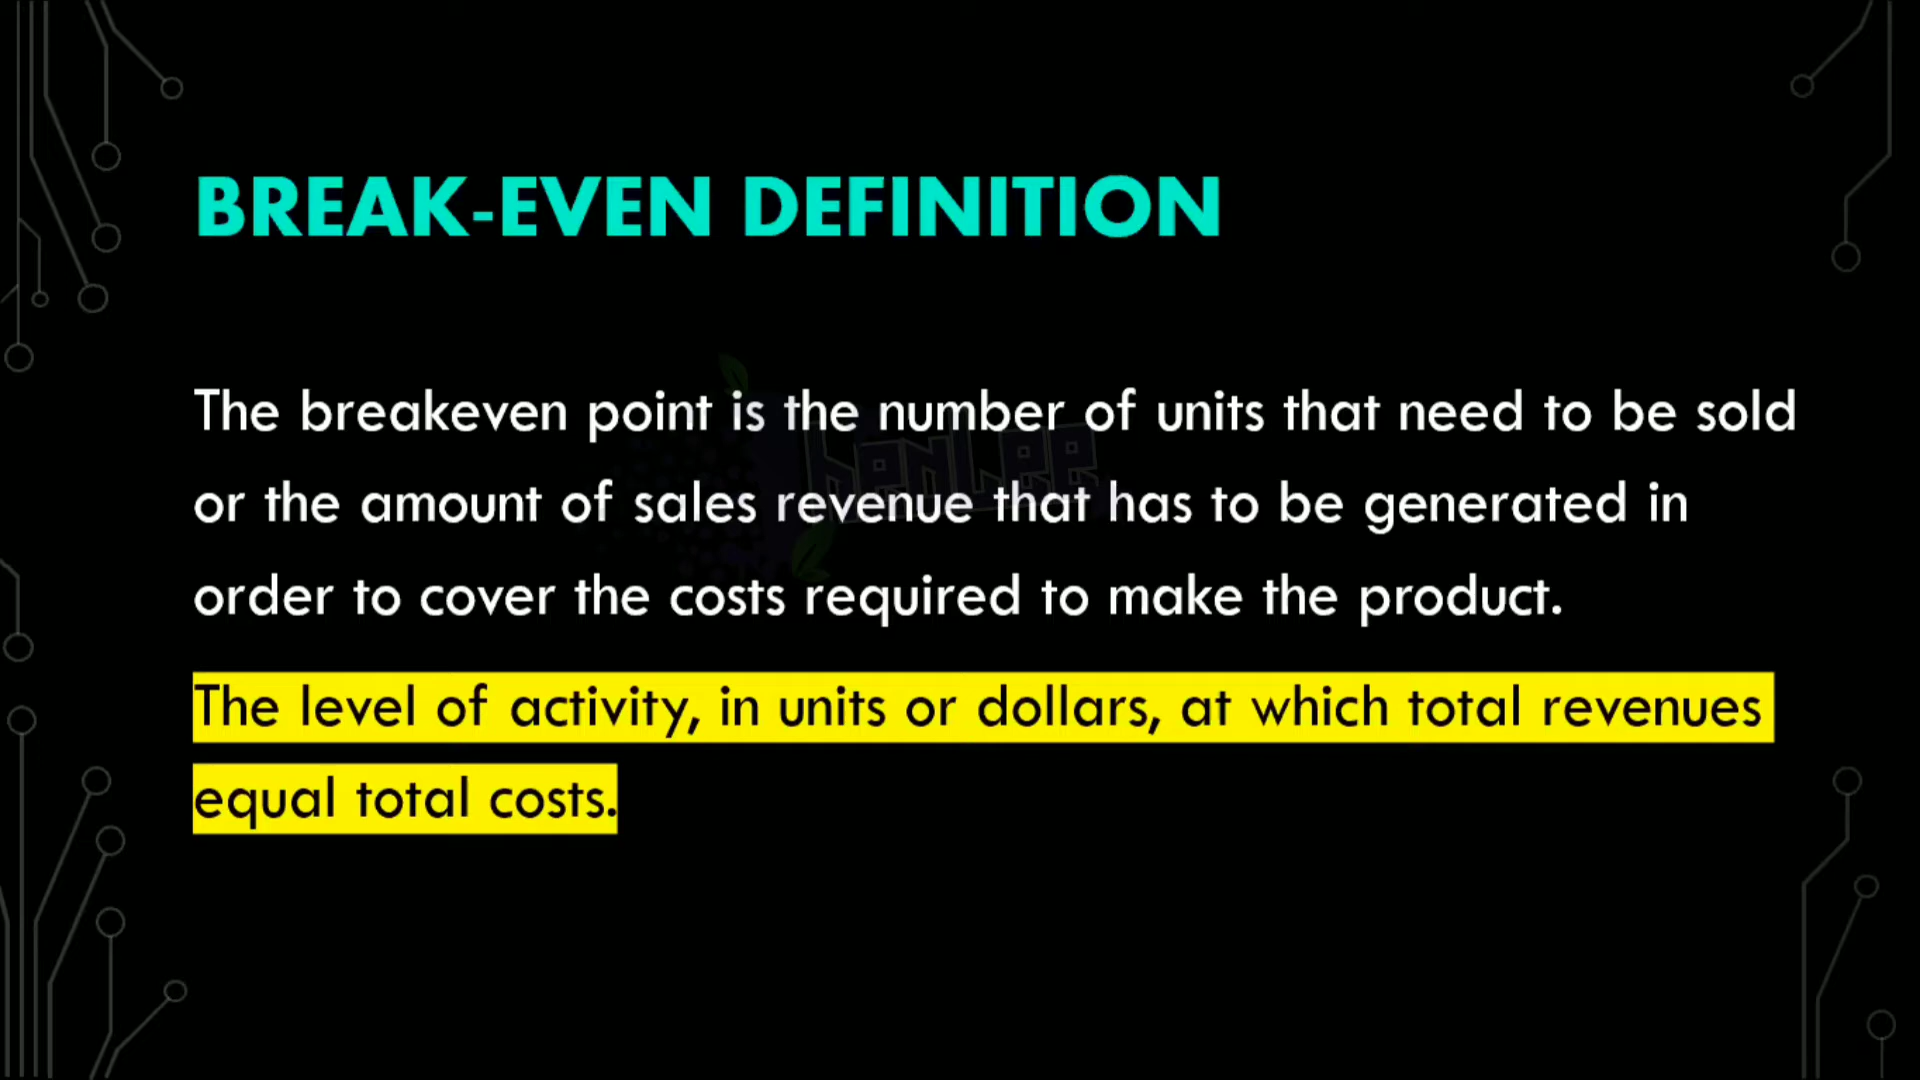 BREAK-EVEN DEFINITION
The breakeven point is the number of units that need to be sold
or the amount of sales revenue that has to be generated in
order to cover the costs required to make the product.
The level of activity, in units or dollars, at which total revenues
equal total costs.